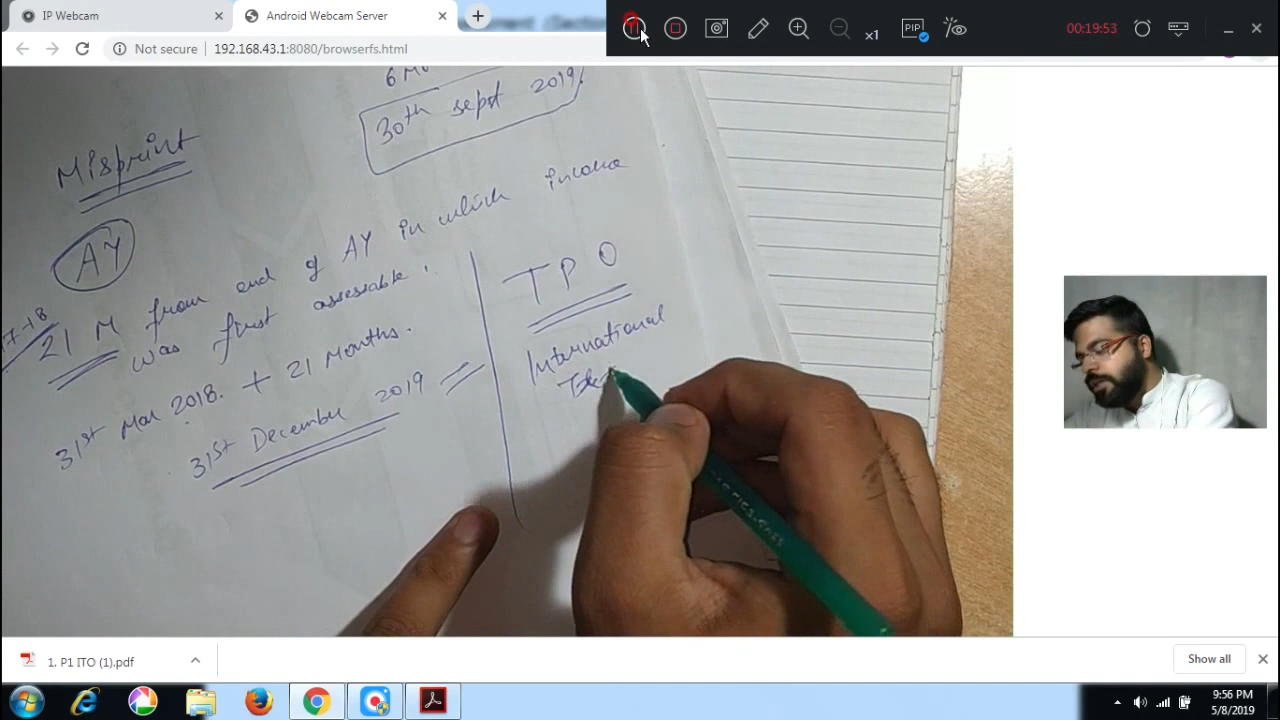 IP Webcam
Android Webcam Server
Not secure
192.168.43.1:8080/browserfs.html
x1
PIP
00:19:53
30th sept 2019
Misprint
AY
17-18
21 M from end of AY in which income
was first assessable.
31st Mar 2018. + 21 Months.
31st December 2019
TPO
International
1. P1 ITO (1).pdf
Show all
9:56 PM
5/8/2019